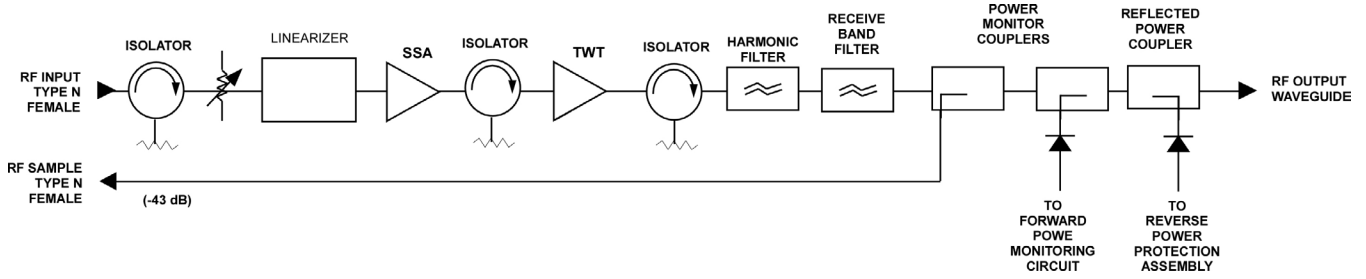 ISOLATOR
LINEARIZER
SSA
ISOLATOR
TWT
ISOLATOR
HARMONIC
FILTER
RECEIVE
BAND
FILTER
POWER
MONITOR
COUPLERS
REFLECTED
POWER
COUPLER
RF INPUT
TYPE N
FEMALE
RF OUTPUT
WAVEGUIDE
RF SAMPLE
TYPE N
FEMALE
(-43 dB)
TO
FORWARD
POWE
MONITORING
CIRCUIT
TO
REVERSE
POWER
PROTECTION
ASSEMBLY